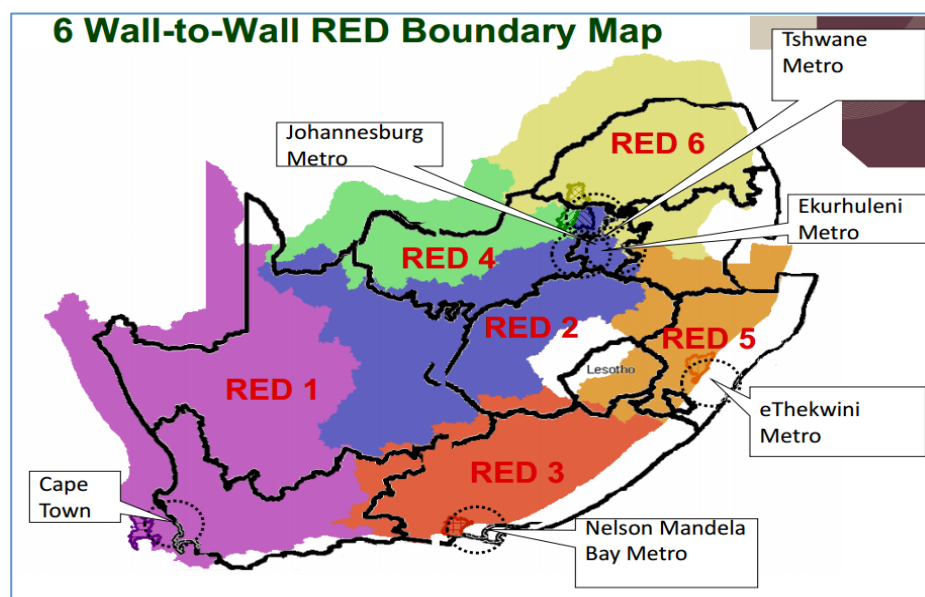 6 Wall-to-Wall RED Boundary Map
Tshwane
Metro
Johannesburg
Metro
RED 6
Ekurhuleni
Metro
RED 4
RED 2
RED 5
Lesotho
RED 1
eThekwini
Metro
RED 3
Cape
Town
Nelson Mandela
Bay Metro